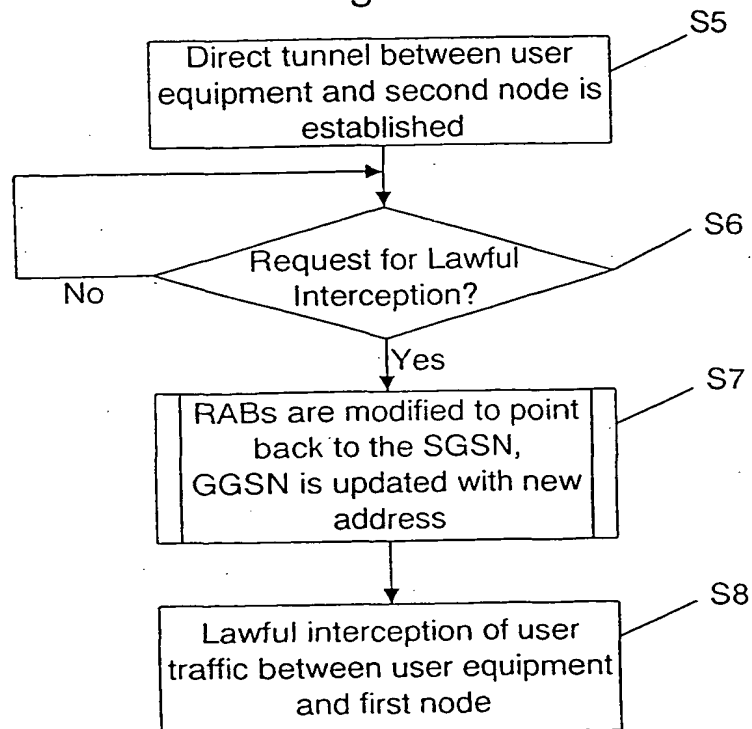 S5
Direct tunnel between user
equipment and second node is
established
S6
Request for Lawful
Interception?
No
Yes
S7
RABs are modified to point
back to the SGSN,
GGSN is updated with new
address
S8
Lawful interception of user
traffic between user equipment
and first node